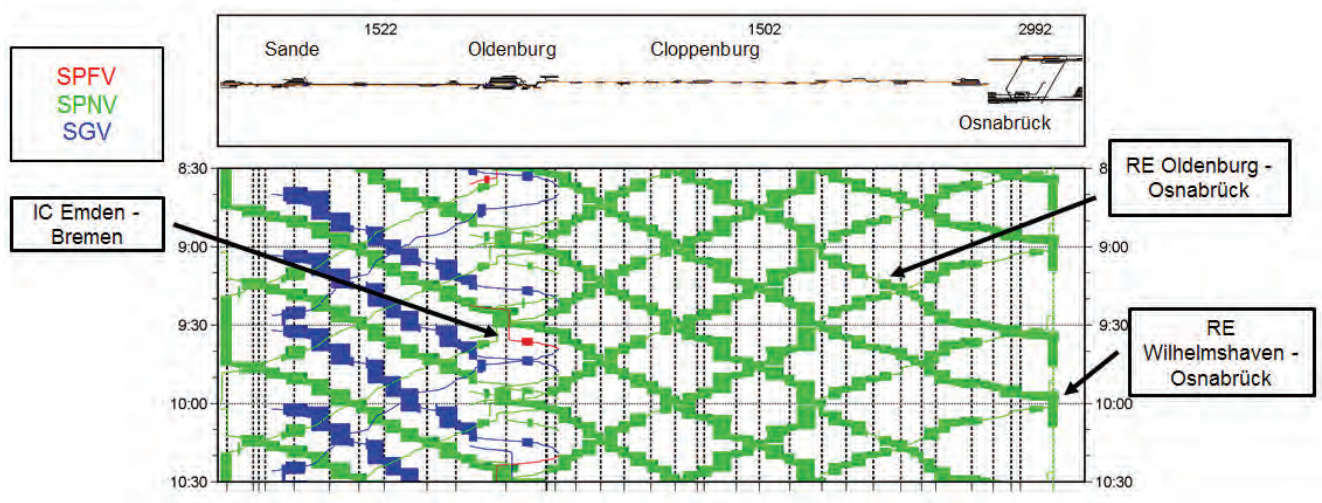 1522
1502
2992
Sande
Oldenburg
Cloppenburg
Osnabrück
SPFV
SPNV
SGV
8:30
9:00
9:30
10:00
10:30
IC Emden -
Bremen
8
9:00
9:30
10:00
10:30
RE Oldenburg -
Osnabrück
RE
Wilhelmshaven -
Osnabrück